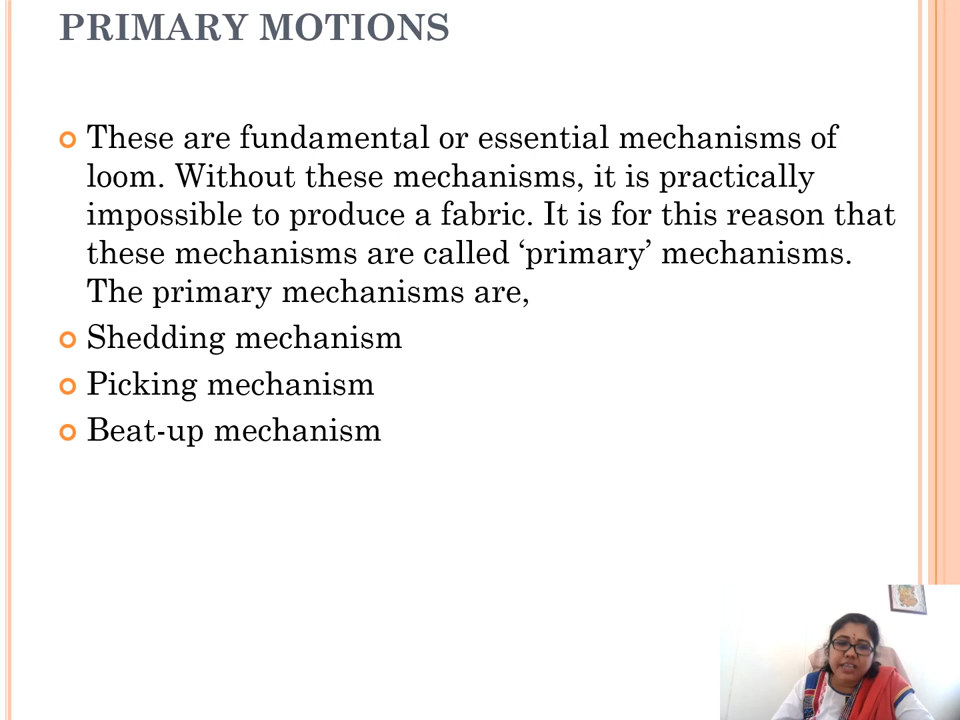 PRIMARY MOTIONS
These are fundamental or essential mechanisms of
loom. Without these mechanisms, it is practically
impossible to produce a fabric. It is for this reason that
these mechanisms are called ‘primary’ mechanisms.
The primary mechanisms are,
Shedding mechanism
Picking mechanism
Beat-up mechanism